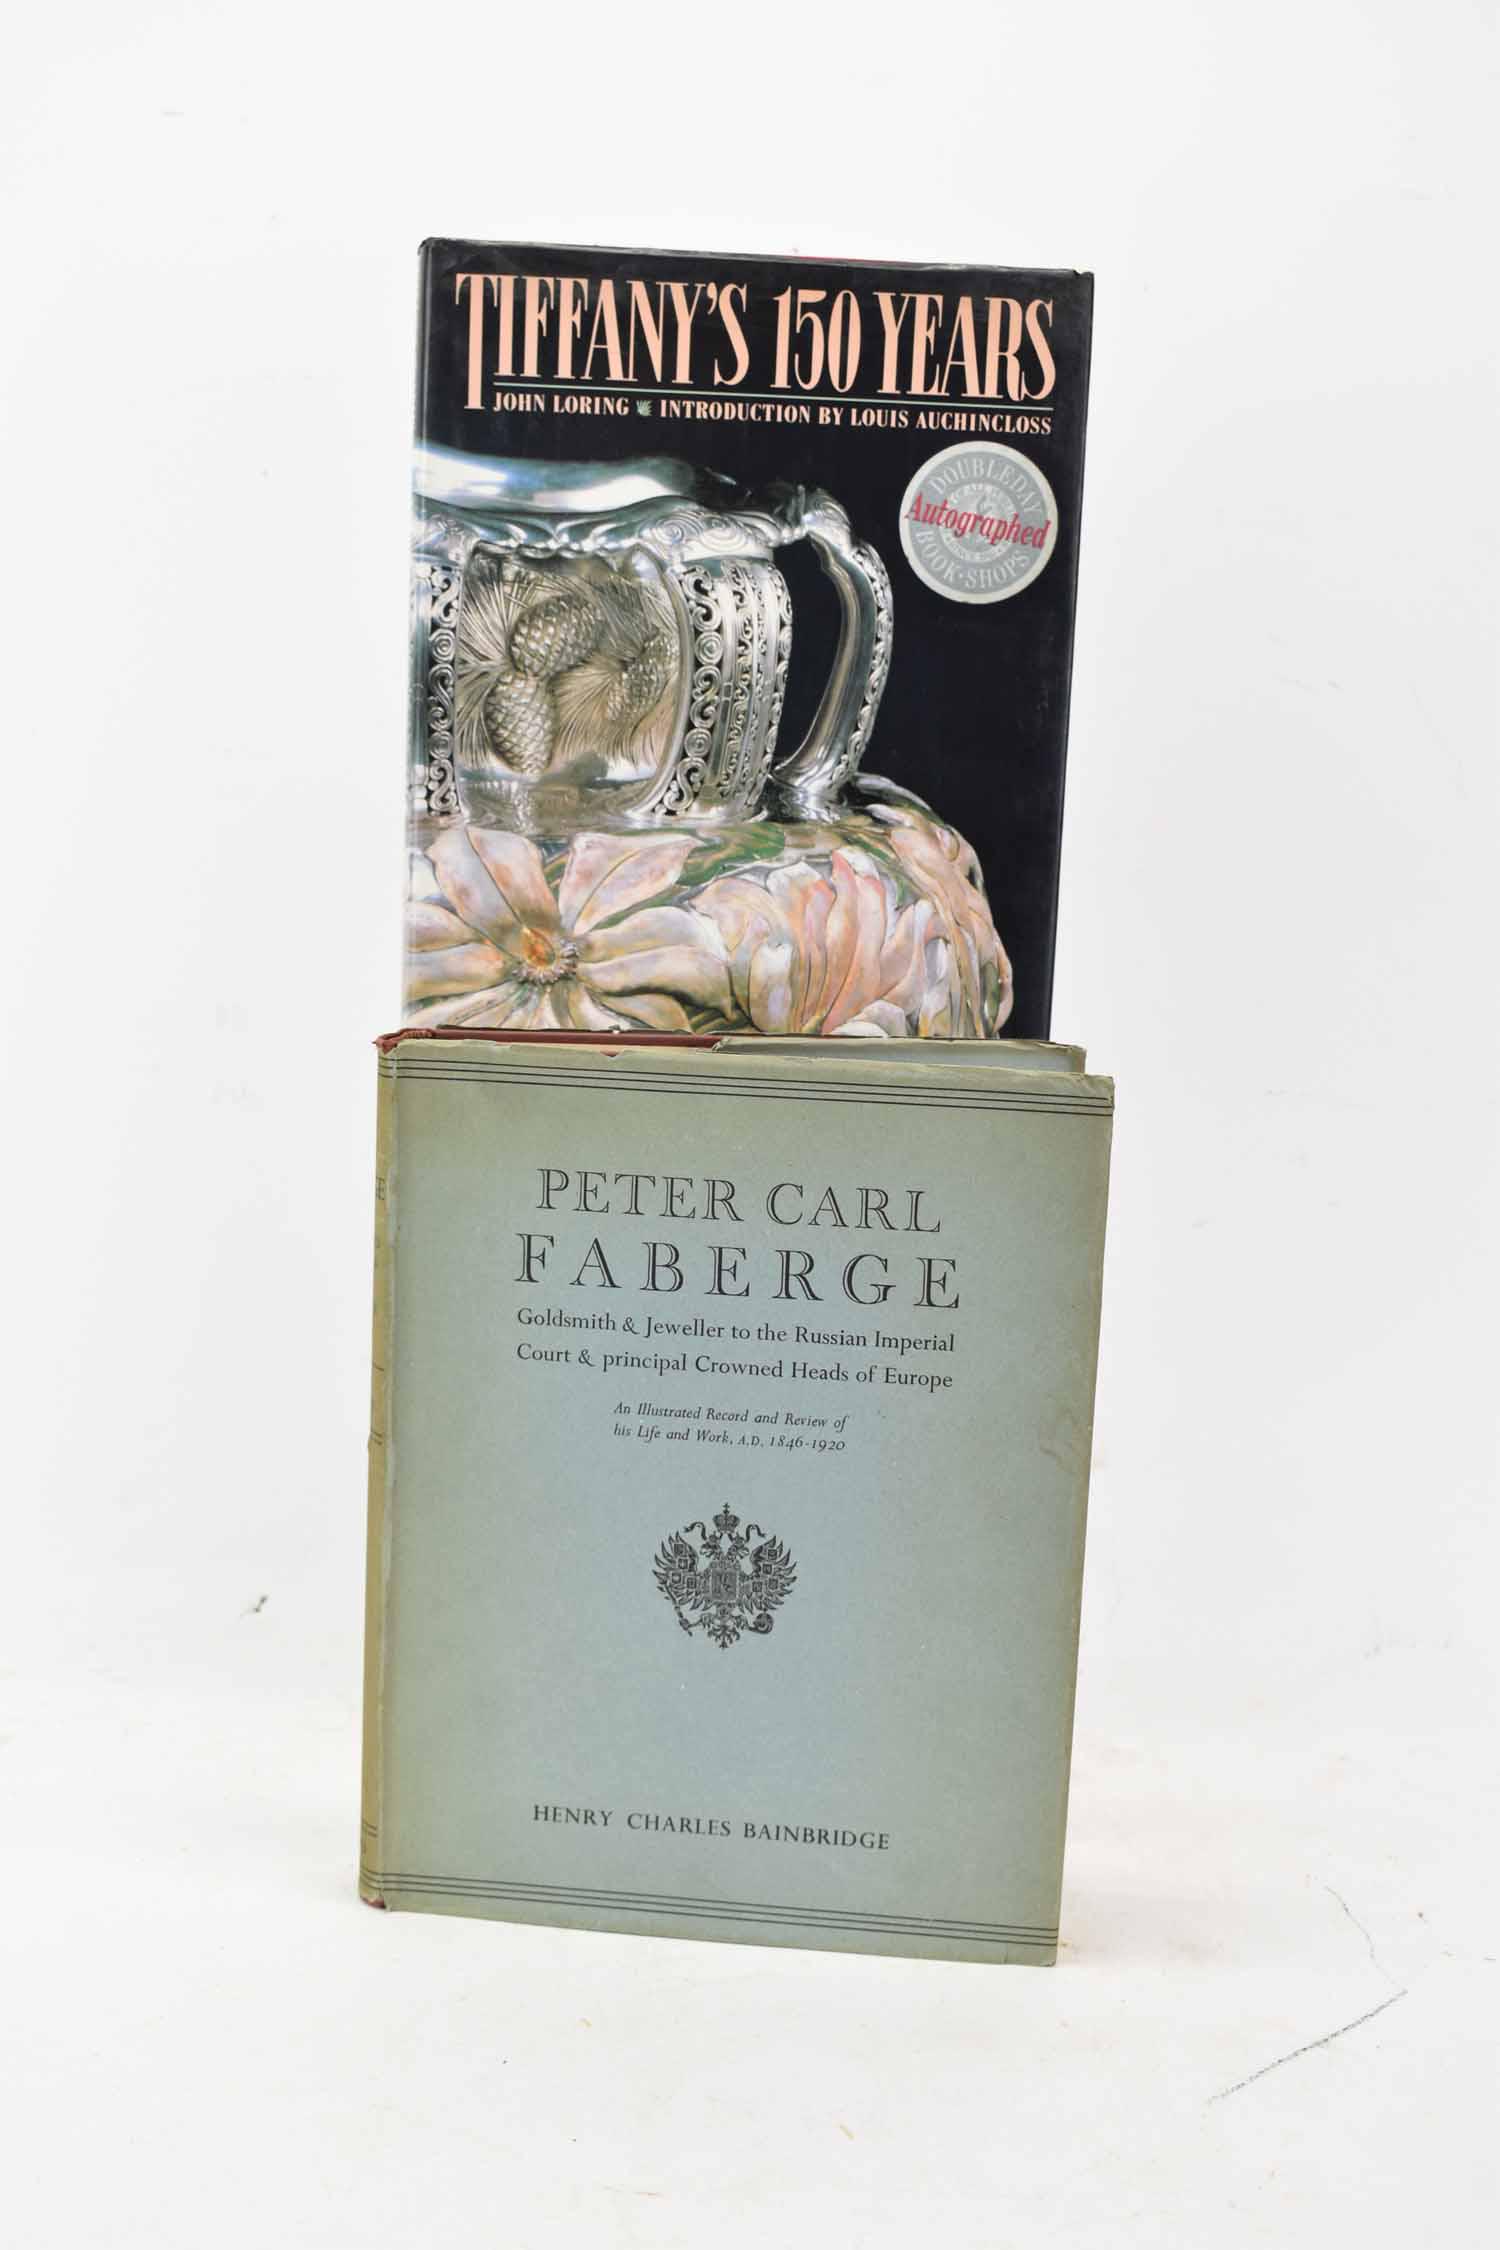 TIFFANY'S 150 YEARS
JOHN LORING INTRODUCTION BY LOUIS AUCHINCLOSS
DOUBLEDAY
Autographed
BOOK · SHOPS
PETER CARL
FABERGE
Goldsmith & Jeweller to the Russian Imperial
Court & principal Crowned Heads of Europe
An Illustrated Record and Review of
his Life and Work, A.D. 1846-1920
HENRY CHARLES BAINBRIDGE